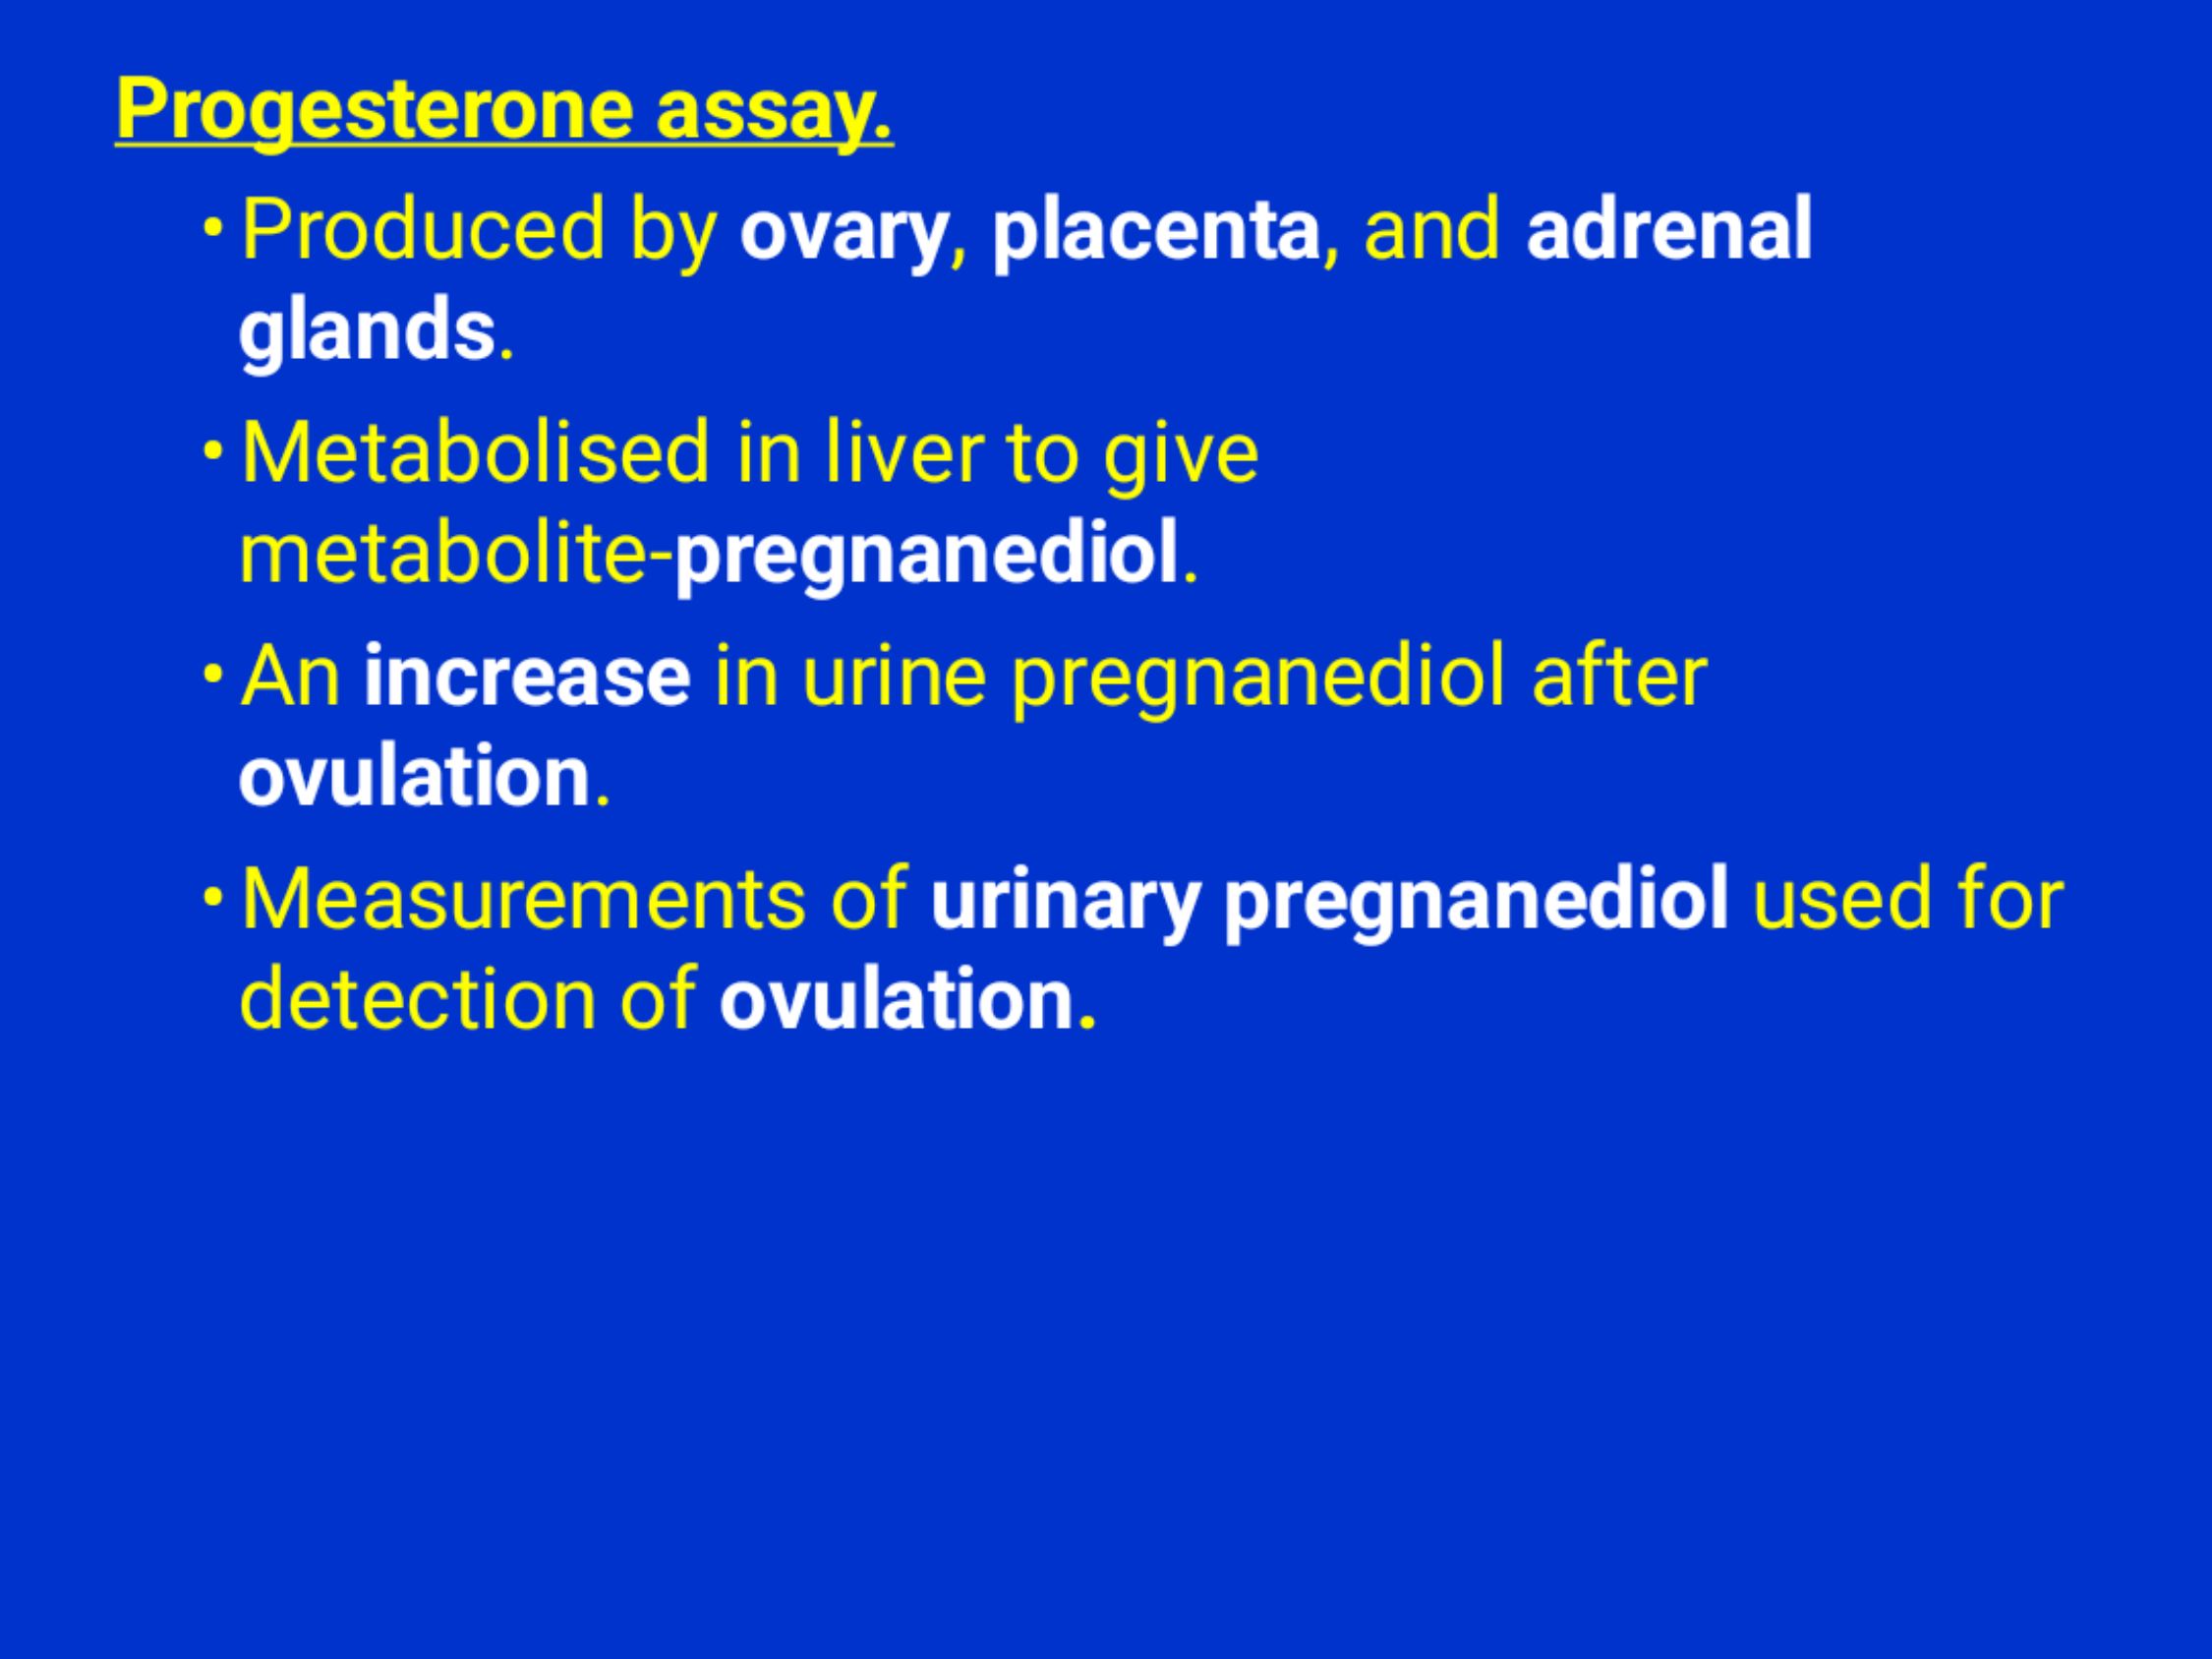 Progesterone assay.
• Produced by ovary, placenta, and adrenal
glands.
• Metabolised in liver to give
metabolite-pregnanediol.
• An increase in urine pregnanediol after
ovulation.
• Measurements of urinary pregnanediol used for
detection of ovulation.